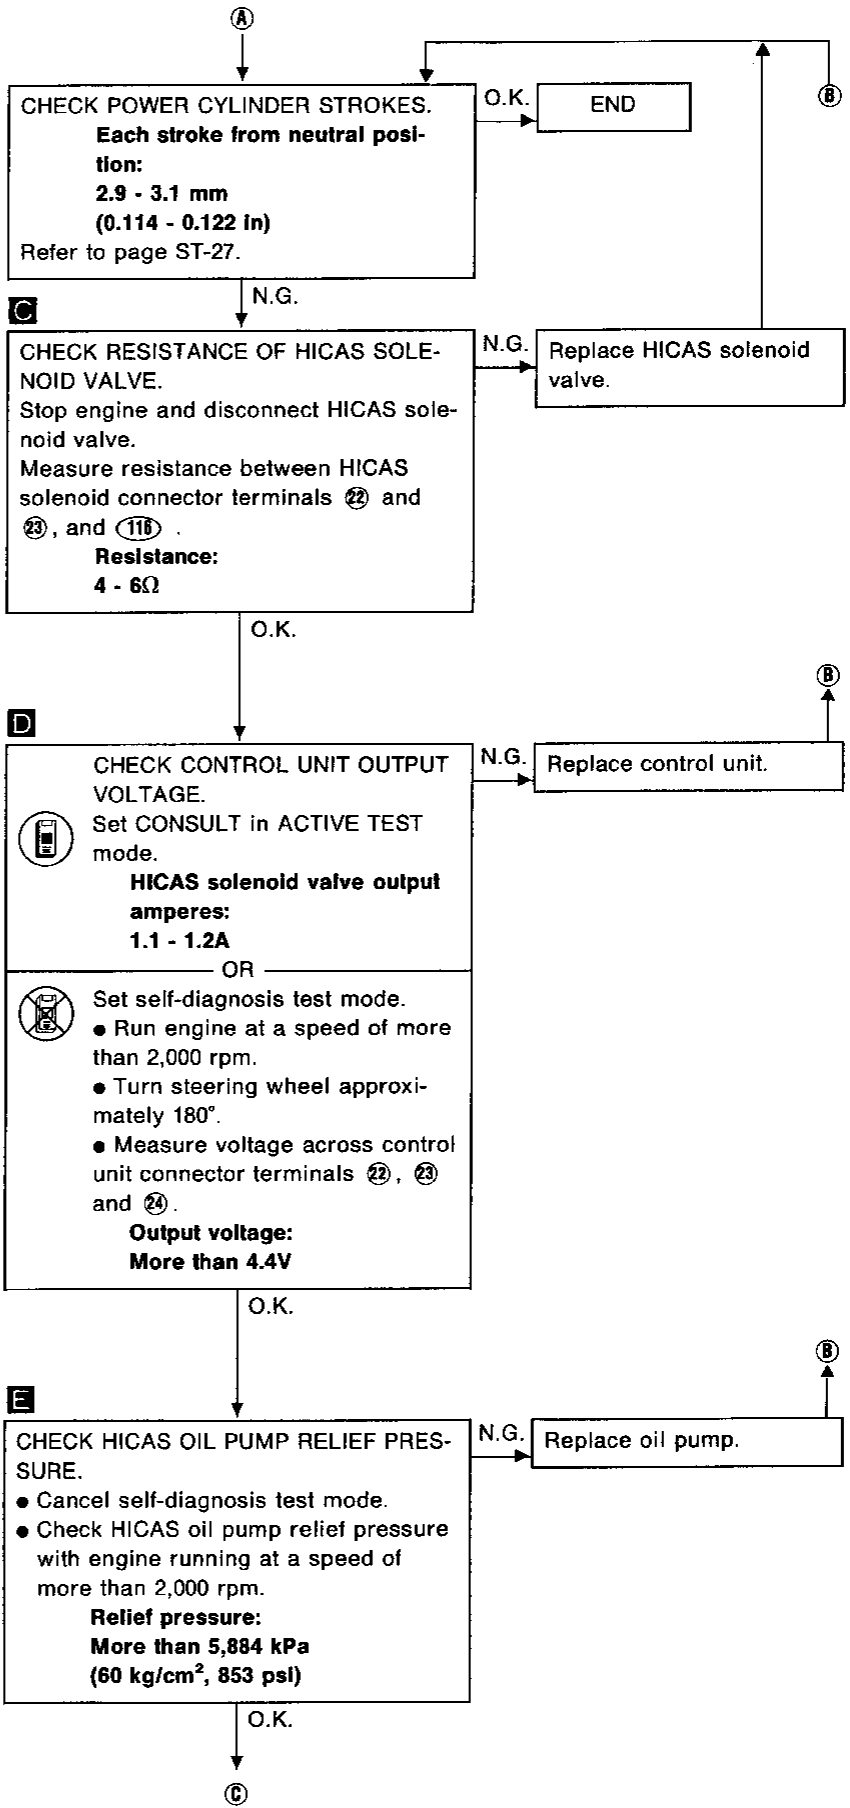 Ⓐ
CHECK POWER CYLINDER STROKES.
Each stroke from neutral posi-
tion:
2.9 - 3.1 mm
(0.114 - 0.122 in)
Refer to page ST-27.
O.K.
END
Ⓑ
N.G.
C
CHECK RESISTANCE OF HICAS SOLE-
NOID VALVE.
Stop engine and disconnect HICAS sole-
noid valve.
Measure resistance between HICAS
solenoid connector terminals ㉒ and
㉓, and (116) .
Resistance:
4 - 6Ω
N.G.
Replace HICAS solenoid
valve.
O.K.
D
CHECK CONTROL UNIT OUTPUT
VOLTAGE.
Set CONSULT in ACTIVE TEST
mode.
HICAS solenoid valve output
amperes:
1.1 - 1.2A
OR
Set self-diagnosis test mode.
● Run engine at a speed of more
than 2,000 rpm.
● Turn steering wheel approxi-
mately 180°.
● Measure voltage across control
unit connector terminals ㉒, ㉓
and ㉔.
Output voltage:
More than 4.4V
N.G.
Replace control unit.
Ⓑ
O.K.
E
CHECK HICAS OIL PUMP RELIEF PRES-
SURE.
● Cancel self-diagnosis test mode.
● Check HICAS oil pump relief pressure
with engine running at a speed of
more than 2,000 rpm.
Relief pressure:
More than 5,884 kPa
(60 kg/cm², 853 psi)
N.G.
Replace oil pump.
Ⓑ
O.K.
Ⓒ